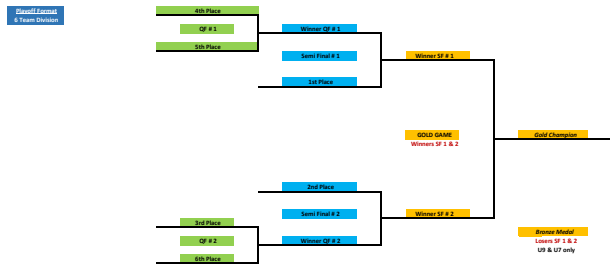 Playoff Format
6 Team Division
4th Place
QF # 1
5th Place
Winner QF # 1
Semi Final # 1
1st Place
Winner SF # 1
GOLD GAME
Winners SF 1 & 2
Gold Champion
2nd Place
Semi Final # 2
Winner QF # 2
Winner SF # 2
3rd Place
QF # 2
6th Place
Bronze Medal
Losers SF 1 & 2
U9 & U7 only